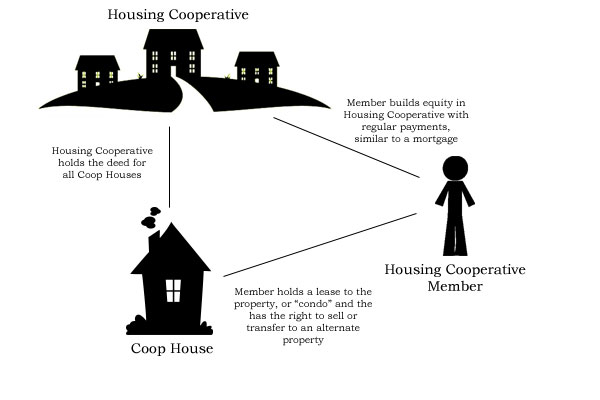 Housing Cooperative
Member builds equity in
Housing Cooperative with
regular payments,
similar to a mortgage
Housing Cooperative
holds the deed for
all Coop Houses
Housing Cooperative
Member
Member holds a lease to the
property, or “condo” and the
has the right to sell or
transfer to an alternate
property
Coop House